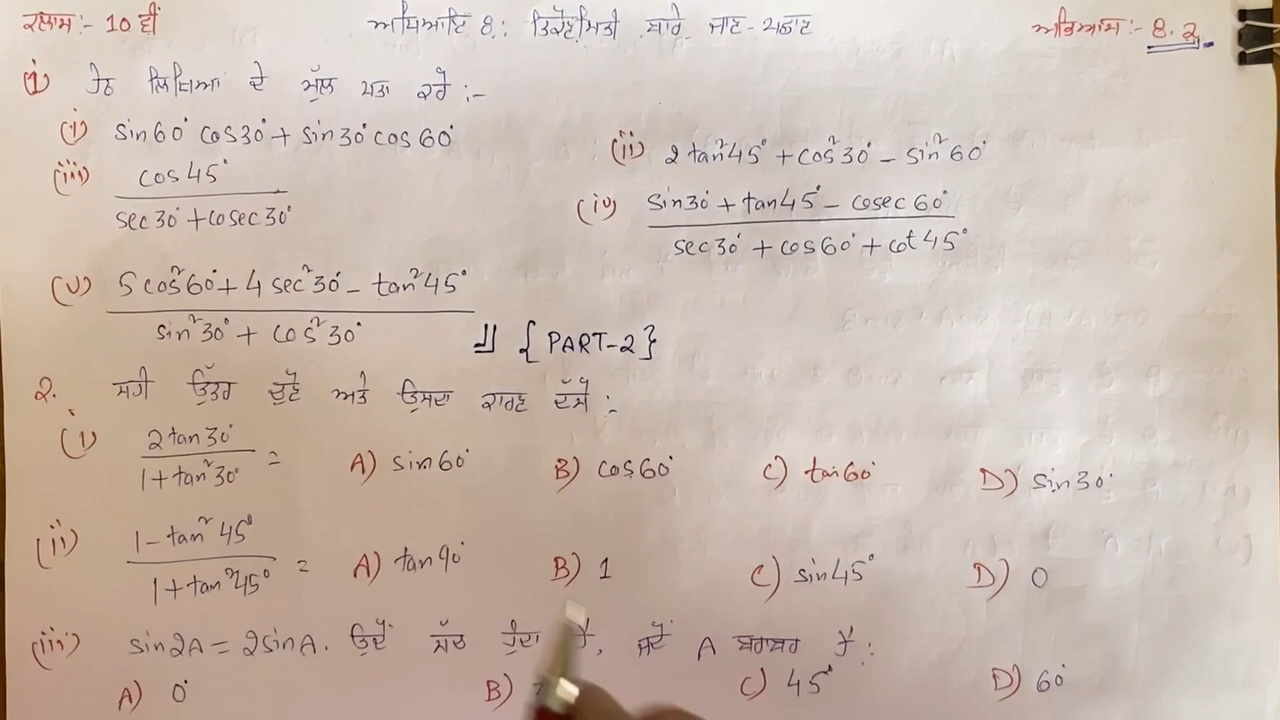 ਕਲਾਸ:- 10 ਵੀਂ ਅਧਿਆਇ 8: ਤਿਕੋਣਮਿਤੀ ਬਾਰੇ ਜਾਣ-ਪਛਾਣ ਅਭਿਆਸ:- 8.2
(1) ਹੇਠ ਲਿਖਿਆਂ ਦੇ ਮੁੱਲ ਪਤਾ ਕਰੋ:-
(i) sin60° cos30° + sin30° cos60° (ii) 2tan²45° + cos²30° - sin²60°
(iii) cos45° / sec30° + cosec30° (iv) sin30° + tan45° - cosec60° / sec30° + cos60° + cot45°
(v) 5cos²60° + 4sec²30° - tan²45° / sin²30° + cos²30° {PART-2}
2. ਸਹੀ ਉੱਤਰ ਚੁਣੋ ਅਤੇ ਉਸਦਾ ਕਾਰਣ ਦੱਸੋ:-
(i) 2tan30° / 1+tan²30° = A) sin60° B) cos60° C) tan60° D) sin30°
(ii) 1-tan²45° / 1+tan²45° = A) tan90° B) 1 C) sin45° D) 0
(iii) sin2A = 2sinA. ਉਦੋਂ ਸੱਚ ਹੁੰਦਾ ਹੈ, ਜਦੋਂ A ਬਰਾਬਰ ਹੈ:
A) 0° B) C) 45° D) 60°